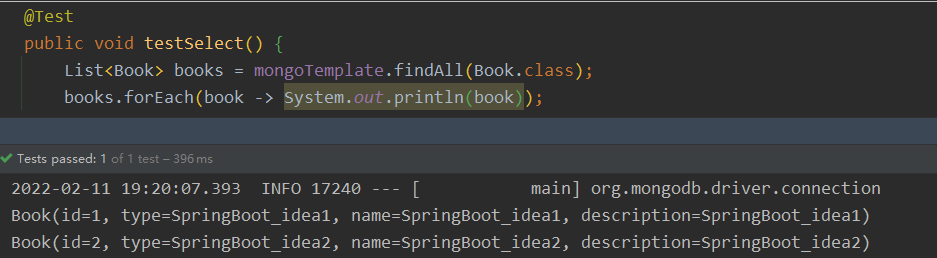 @Test
public void testSelect() {
List<Book> books = mongoTemplate.findAll(Book.class);
books.forEach(book -> System.out.println(book));
Tests passed: 1 of 1 test – 396 ms
2022-02-11 19:20:07.393  INFO 17240 --- [           main] org.mongodb.driver.connection
Book(id=1, type=SpringBoot_idea1, name=SpringBoot_idea1, description=SpringBoot_idea1)
Book(id=2, type=SpringBoot_idea2, name=SpringBoot_idea2, description=SpringBoot_idea2)